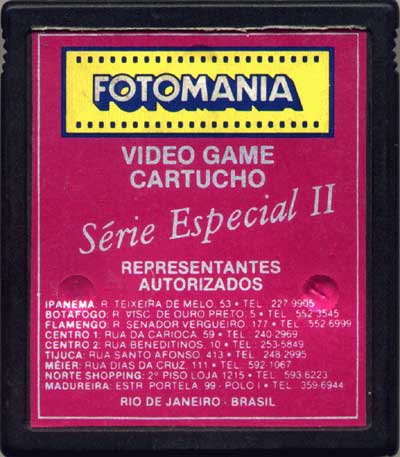 FOTOMANIA
VIDEO GAME
CARTUCHO
Série Especial II
REPRESENTANTES
AUTORIZADOS
IPANEMA: R. TEIXEIRA DE MELO, 53 • TEL. 227-9905
BOTAFOGO: R. VISC. DE OURO PRETO, 5 • TEL. 552-3545
FLAMENGO: R. SENADOR VERGUEIRO, 177 • TEL. 552-6999
CENTRO 1: RUA DA CARIOCA, 59 • TEL. 240-2969
CENTRO 2: RUA BENEDITINOS, 10 • TEL. 253-5849
TIJUCA: RUA SANTO AFONSO, 413 • TEL. 248-2995
MÉIER: RUA DIAS DA CRUZ, 111 • TEL. 592-1067
NORTE SHOPPING: 2º PISO LOJA 1215 • TEL. 593-6223
MADUREIRA: ESTR. PORTELA, 99 - POLO I • TEL. 359-6944
RIO DE JANEIRO - BRASIL